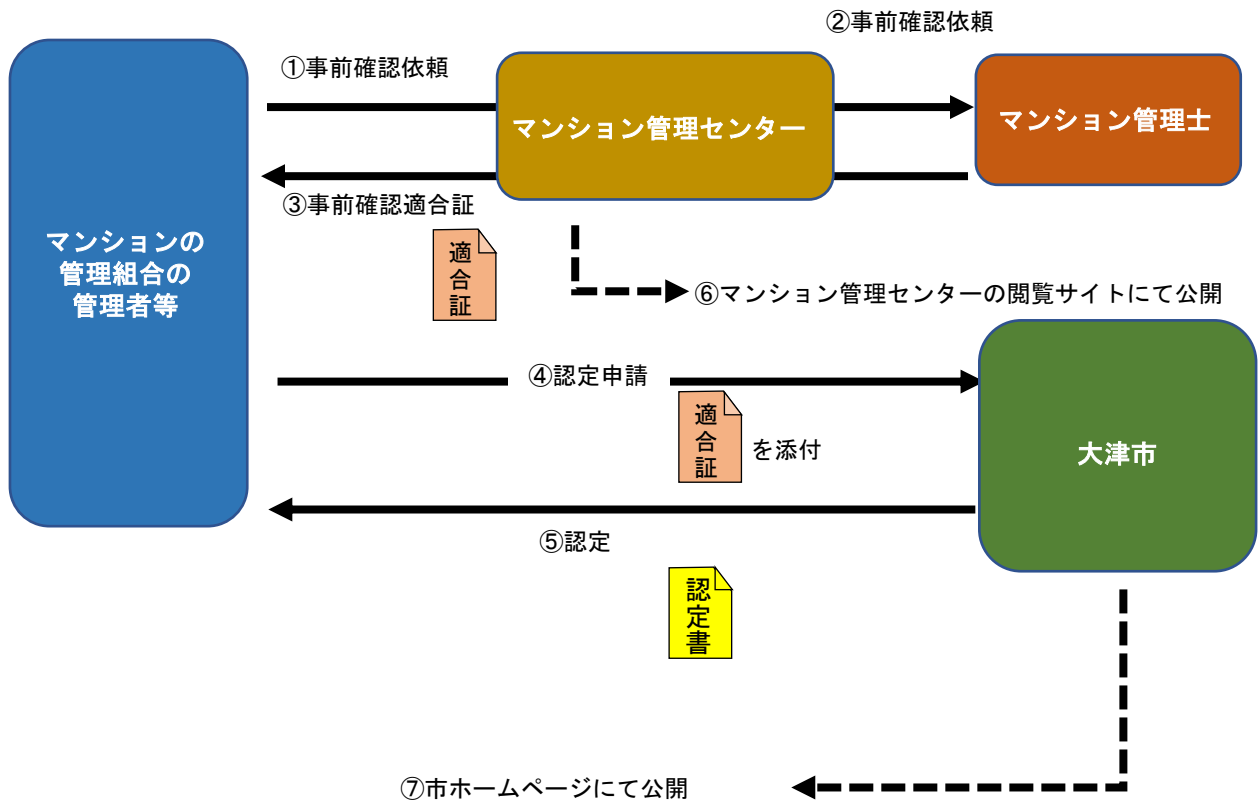 ②事前確認依頼
①事前確認依頼
マンション管理センター
マンション管理士
③事前確認適合証
適
合
証
マンションの
管理組合の
管理者等
⑥マンション管理センターの閲覧サイトにて公開
④認定申請
適
合
証
を添付
大津市
⑤認定
認
定
書
⑦市ホームページにて公開